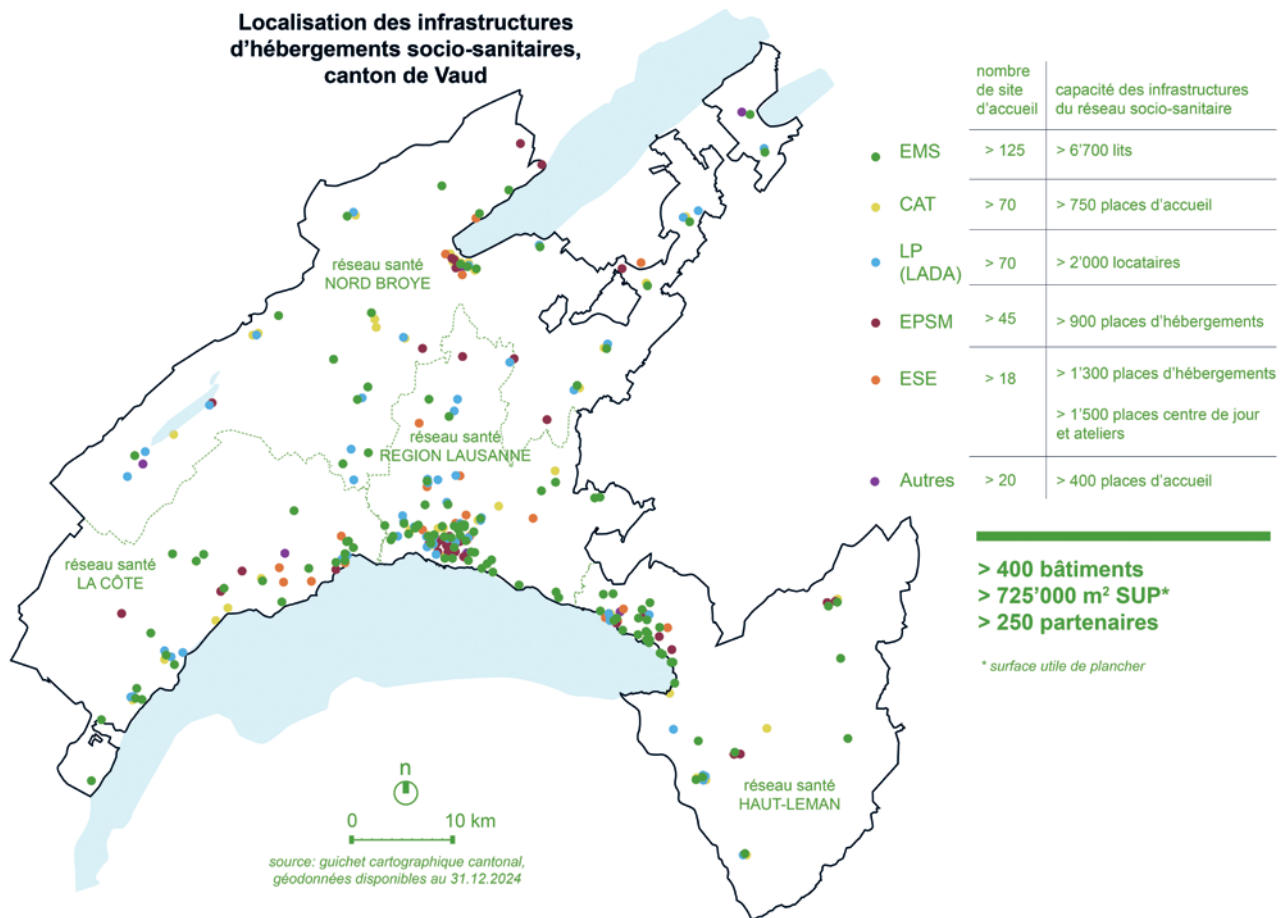 Localisation des infrastructures
d'hébergements socio-sanitaires,
canton de Vaud
nombre
de site
d'accueil
capacité des infrastructures
du réseau socio-sanitaire
EMS
> 125
> 6'700 lits
CAT
> 70
> 750 places d'accueil
LP
(LADA)
> 70
> 2'000 locataires
EPSM
> 45
> 900 places d'hébergements
ESE
> 18
> 1'300 places d'hébergements
> 1'500 places centre de jour
et ateliers
Autres
> 20
> 400 places d'accueil
> 400 bâtiments
> 725'000 m² SUP*
> 250 partenaires
* surface utile de plancher
réseau santé
NORD BROYE
réseau santé
REGION LAUSANNE
réseau santé
LA CÔTE
réseau santé
HAUT-LEMAN
n
0 10 km
source: guichet cartographique cantonal,
géodonnées disponibles au 31.12.2024